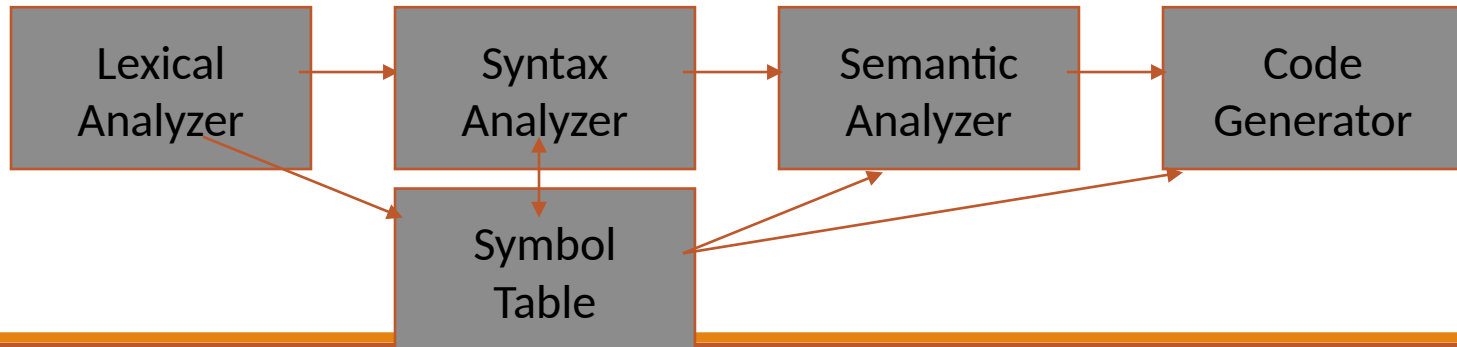 Lexical
Analyzer
Syntax
Analyzer
Semantic
Analyzer
Code
Generator
Symbol
Table